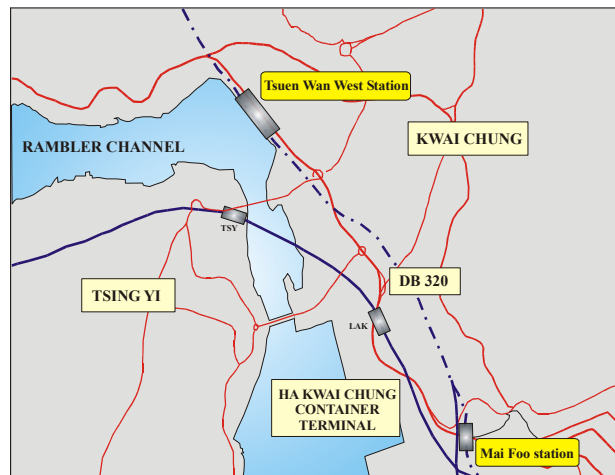 Tsuen Wan West Station
RAMBLER CHANNEL
KWAI CHUNG
TSY
TSING YI
DB 320
LAK
HA KWAI CHUNG
CONTAINER
TERMINAL
Mai Foo station